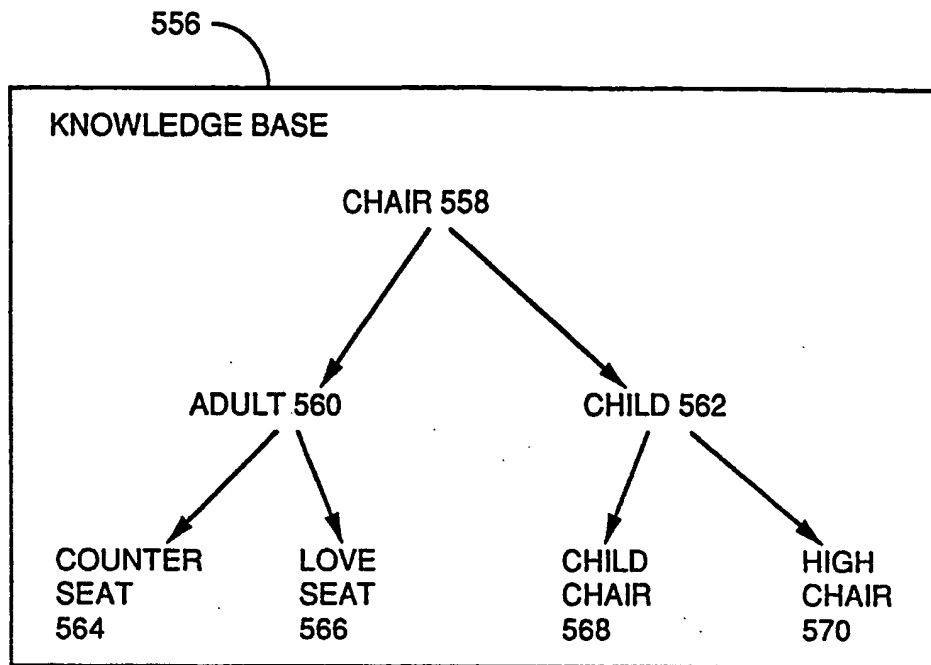 556
KNOWLEDGE BASE
CHAIR 558
ADULT 560
CHILD 562
COUNTER
SEAT
564
LOVE
SEAT
566
CHILD
CHAIR
568
HIGH
CHAIR
570